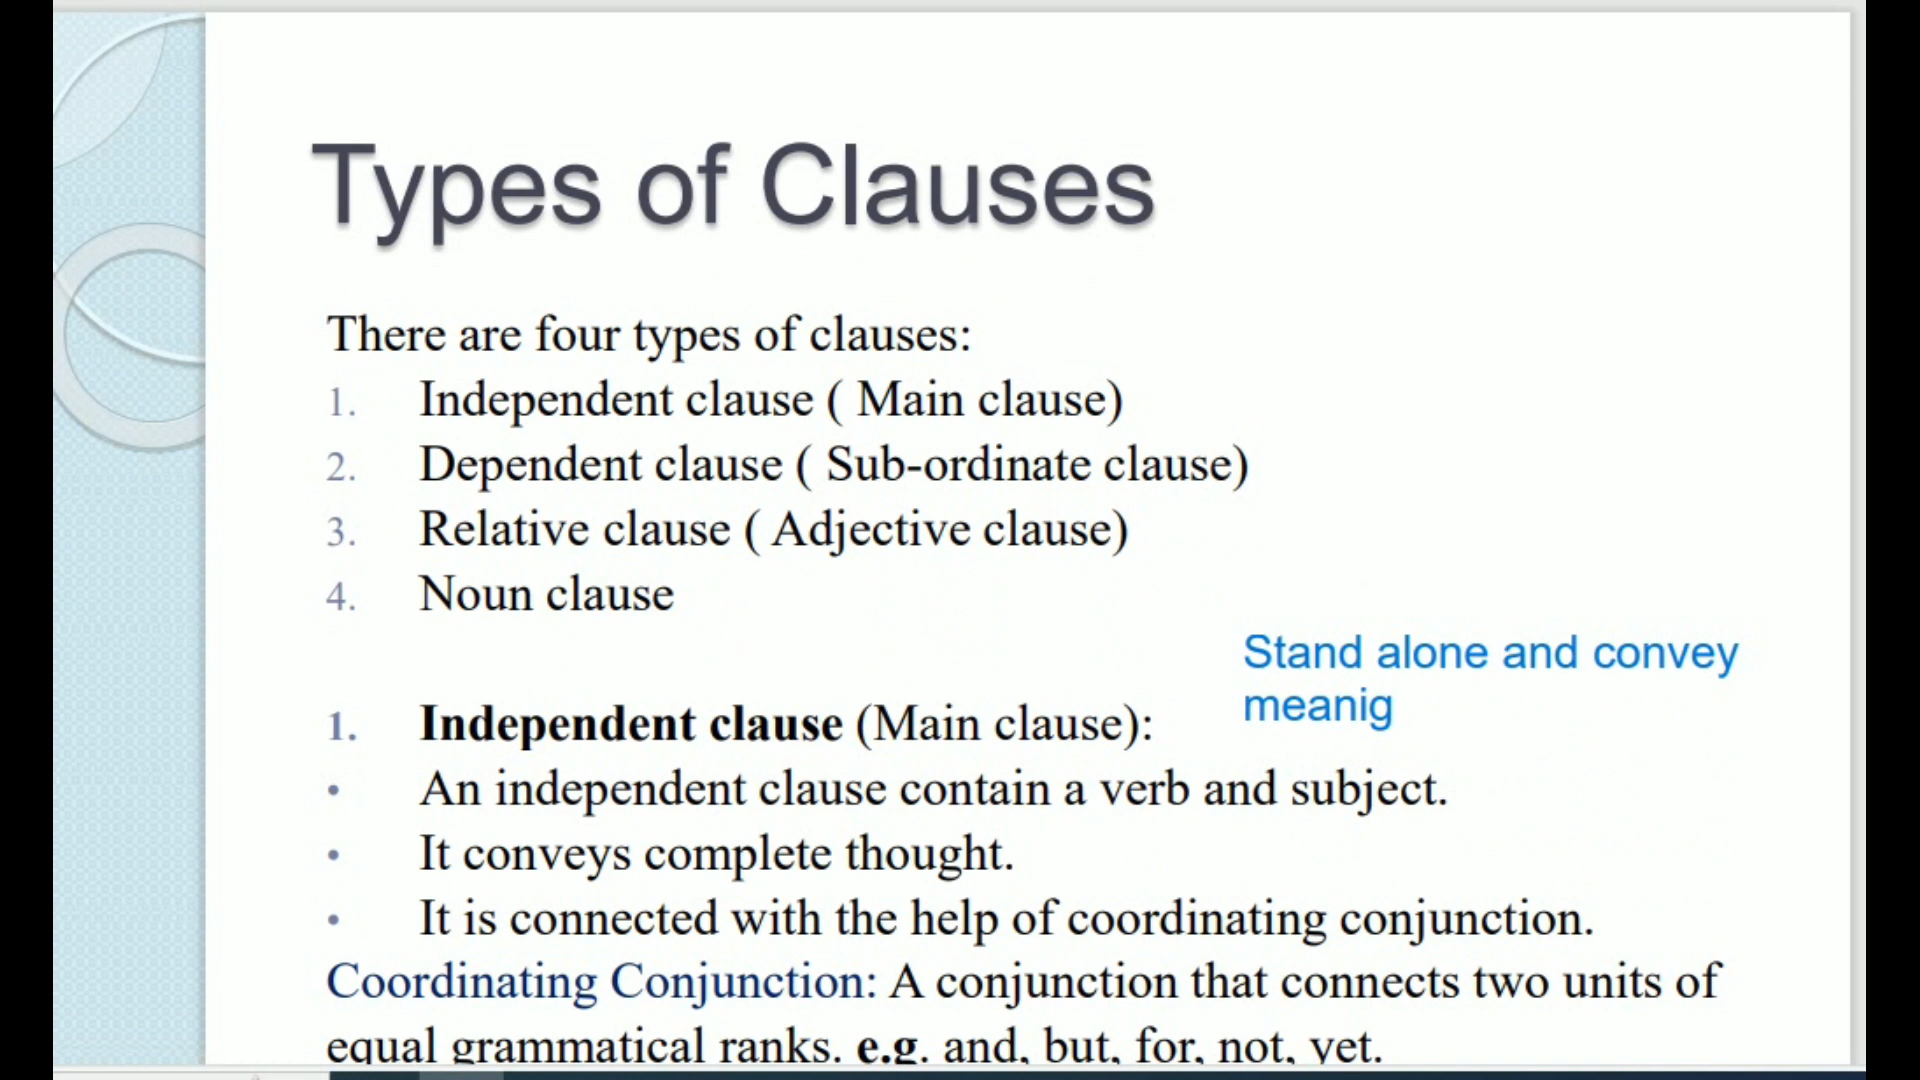 Types of Clauses
There are four types of clauses:
1. Independent clause ( Main clause)
2. Dependent clause ( Sub-ordinate clause)
3. Relative clause ( Adjective clause)
4. Noun clause
Stand alone and convey
meanig
1. Independent clause (Main clause):
• An independent clause contain a verb and subject.
• It conveys complete thought.
• It is connected with the help of coordinating conjunction.
Coordinating Conjunction: A conjunction that connects two units of
equal grammatical ranks. e.g. and, but, for, not, yet.